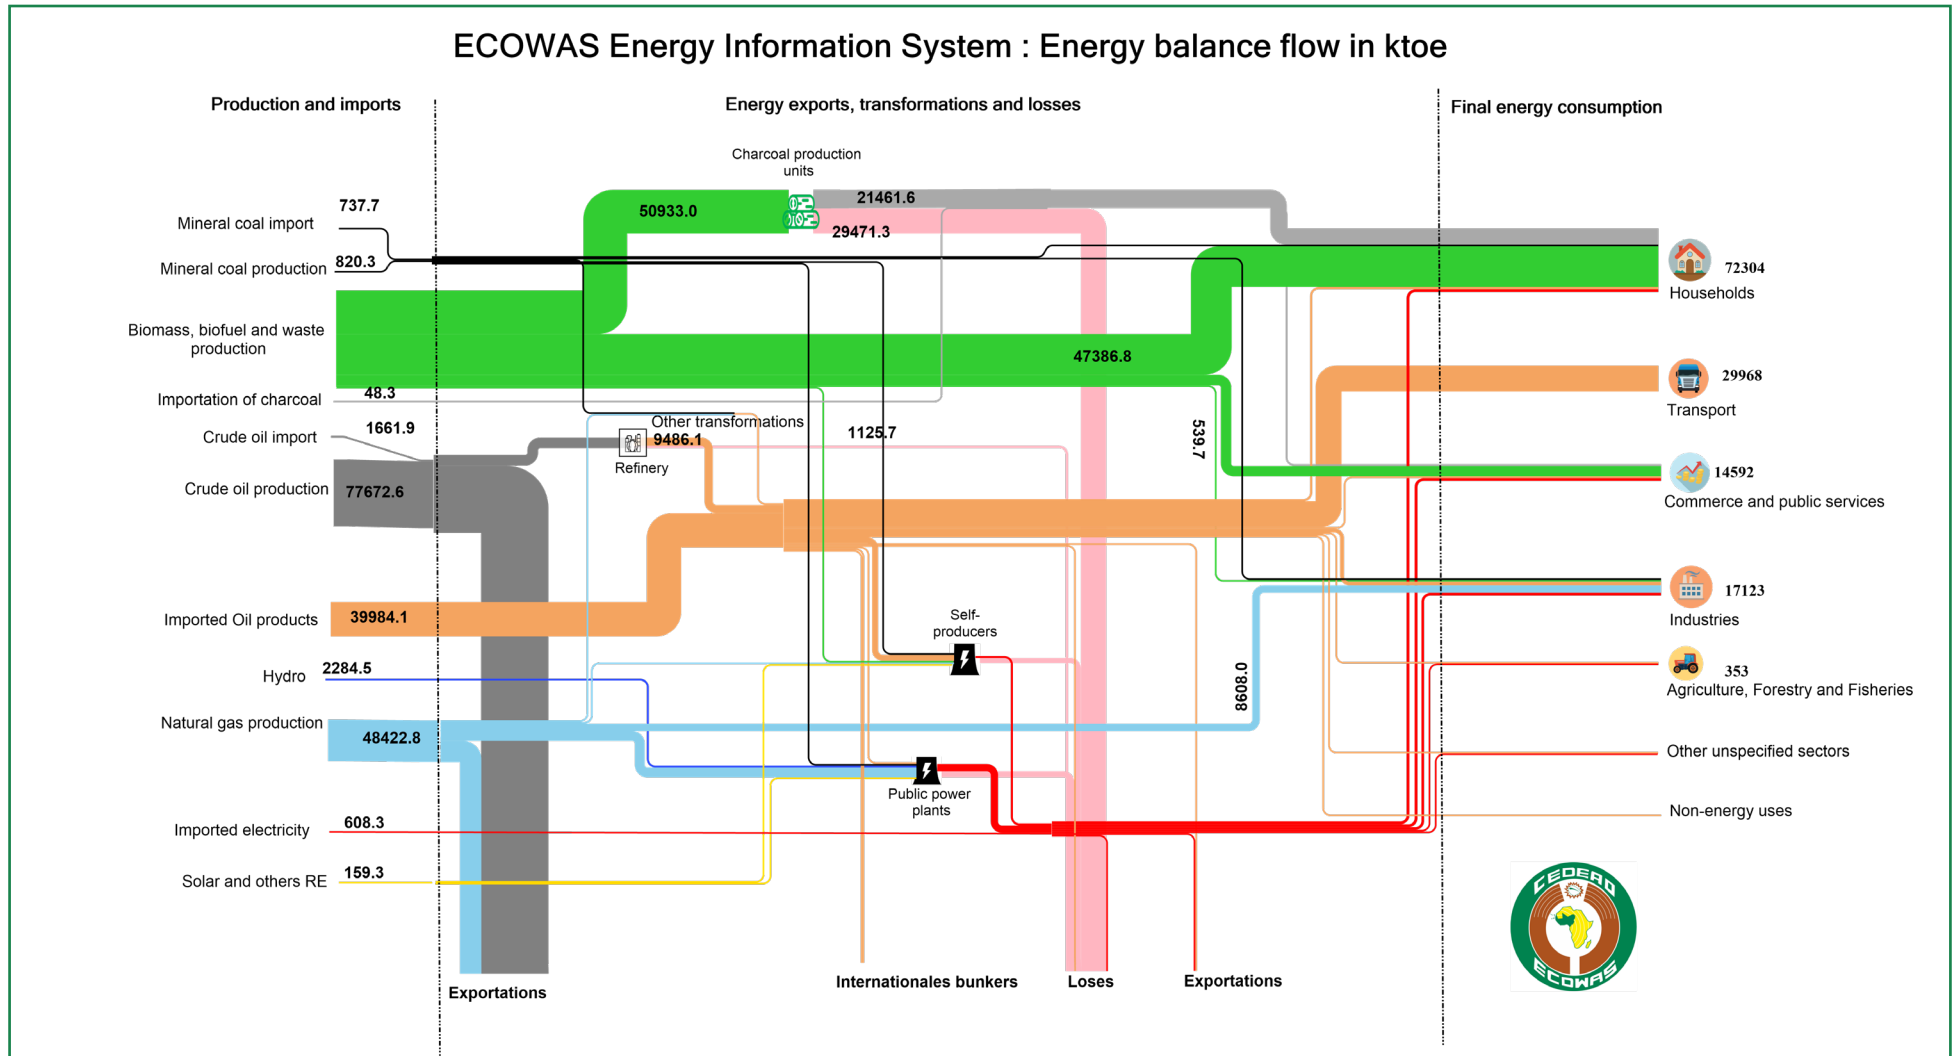 ECOWAS Energy Information System : Energy balance flow in ktoe
Production and imports
Energy exports, transformations and losses
Final energy consumption
Charcoal production
units
737.7
Mineral coal import
820.3
Mineral coal production
50933.0
21461.6
29471.3
72304
Households
Biomass, biofuel and waste
production
47386.8
29968
Transport
48.3
Importation of charcoal
1661.9
Crude oil import
Other transformations
9486.1
1125.7
Refinery
539.7
14592
Commerce and public services
Crude oil production
77672.6
17123
Industries
Imported Oil products
39984.1
Self-
producers
2284.5
Hydro
353
Agriculture, Forestry and Fisheries
8608.0
Natural gas production
48422.8
Other unspecified sectors
Public power
plants
Non-energy uses
608.3
Imported electricity
159.3
Solar and others RE
CEDEAO
ECOWAS
Exportations
Internationales bunkers
Loses
Exportations